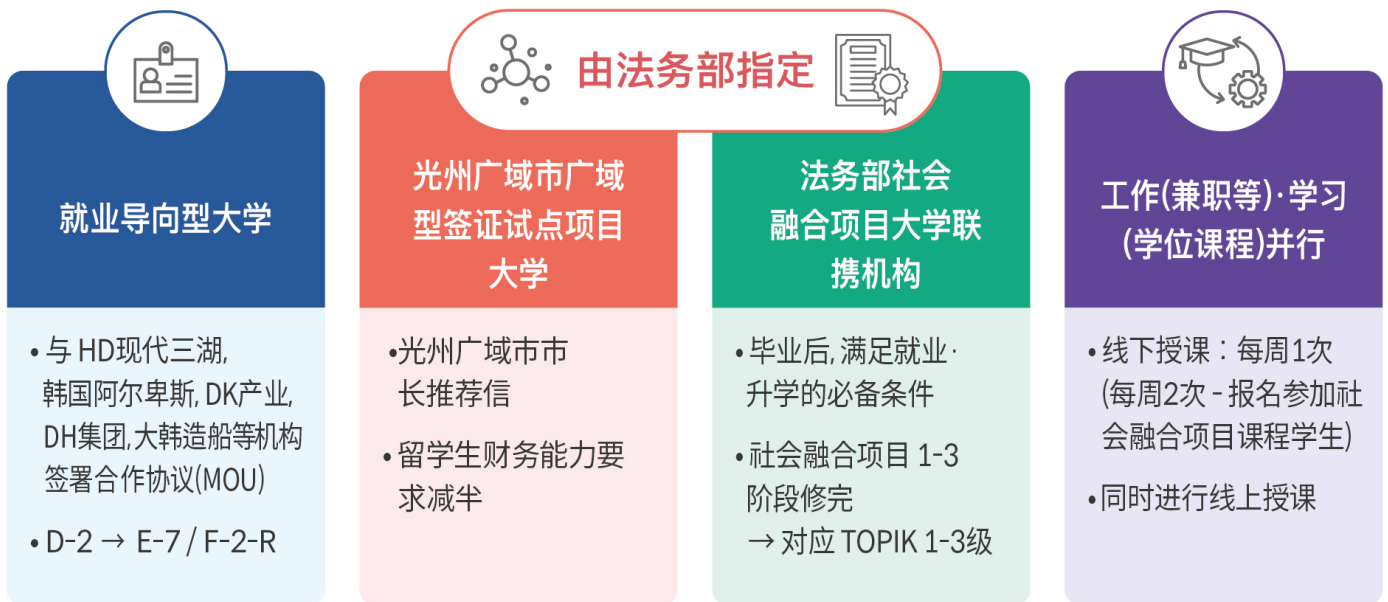 由法务部指定
就业导向型大学
• 与 HD现代三湖,
韩国阿尔卑斯, DK产业,
DH集团, 大韩造船等机构
签署合作协议(MOU)
• D-2 → E-7 / F-2-R
光州广域市广域
型签证试点项目
大学
•光州广域市市
长推荐信
• 留学生财务能力要
求减半
法务部社会
融合项目大学联
携机构
• 毕业后, 满足就业·
升学的必备条件
• 社会融合项目 1-3
阶段修完
→ 对应 TOPIK 1-3级
工作(兼职等)·学习
(学位课程)并行
• 线下授课：每周1次
(每周2次 - 报名参加社
会融合项目课程学生)
• 同时进行线上授课